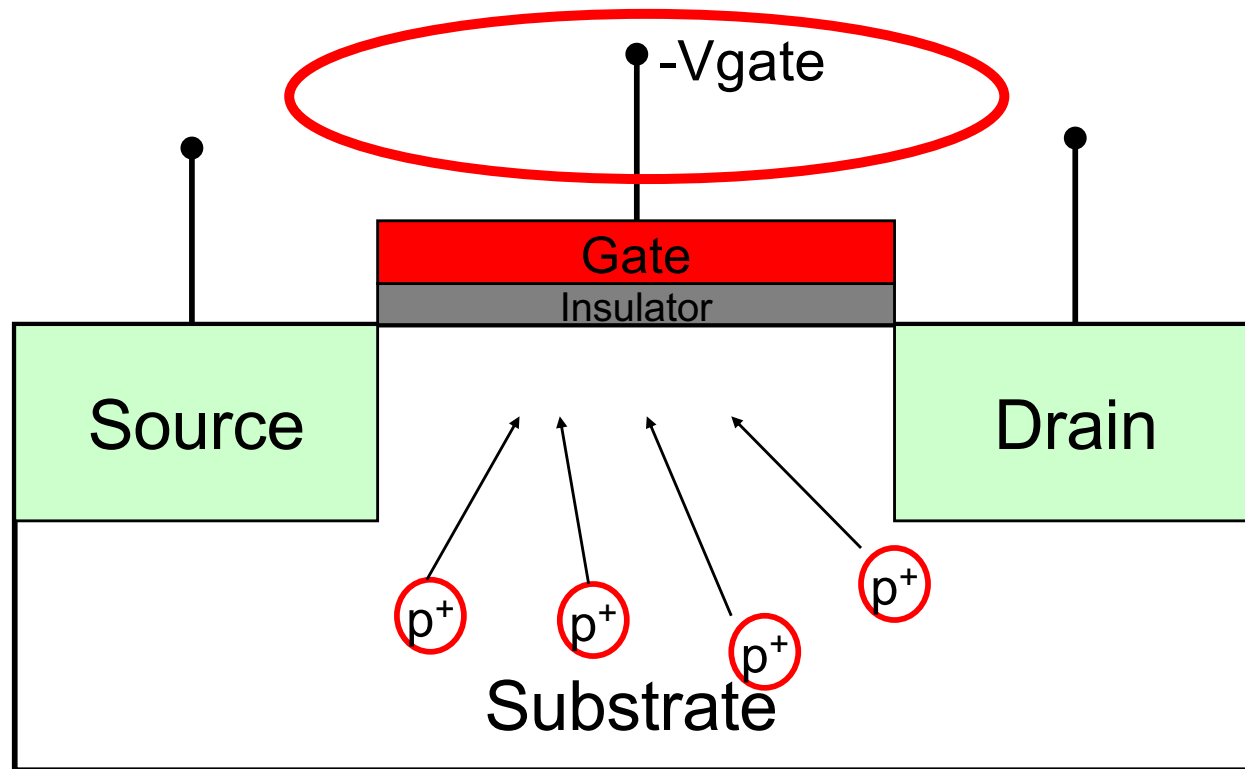 -Vgate
Gate
Insulator
Source
Drain
p⁺
p⁺
p⁺
p⁺
Substrate